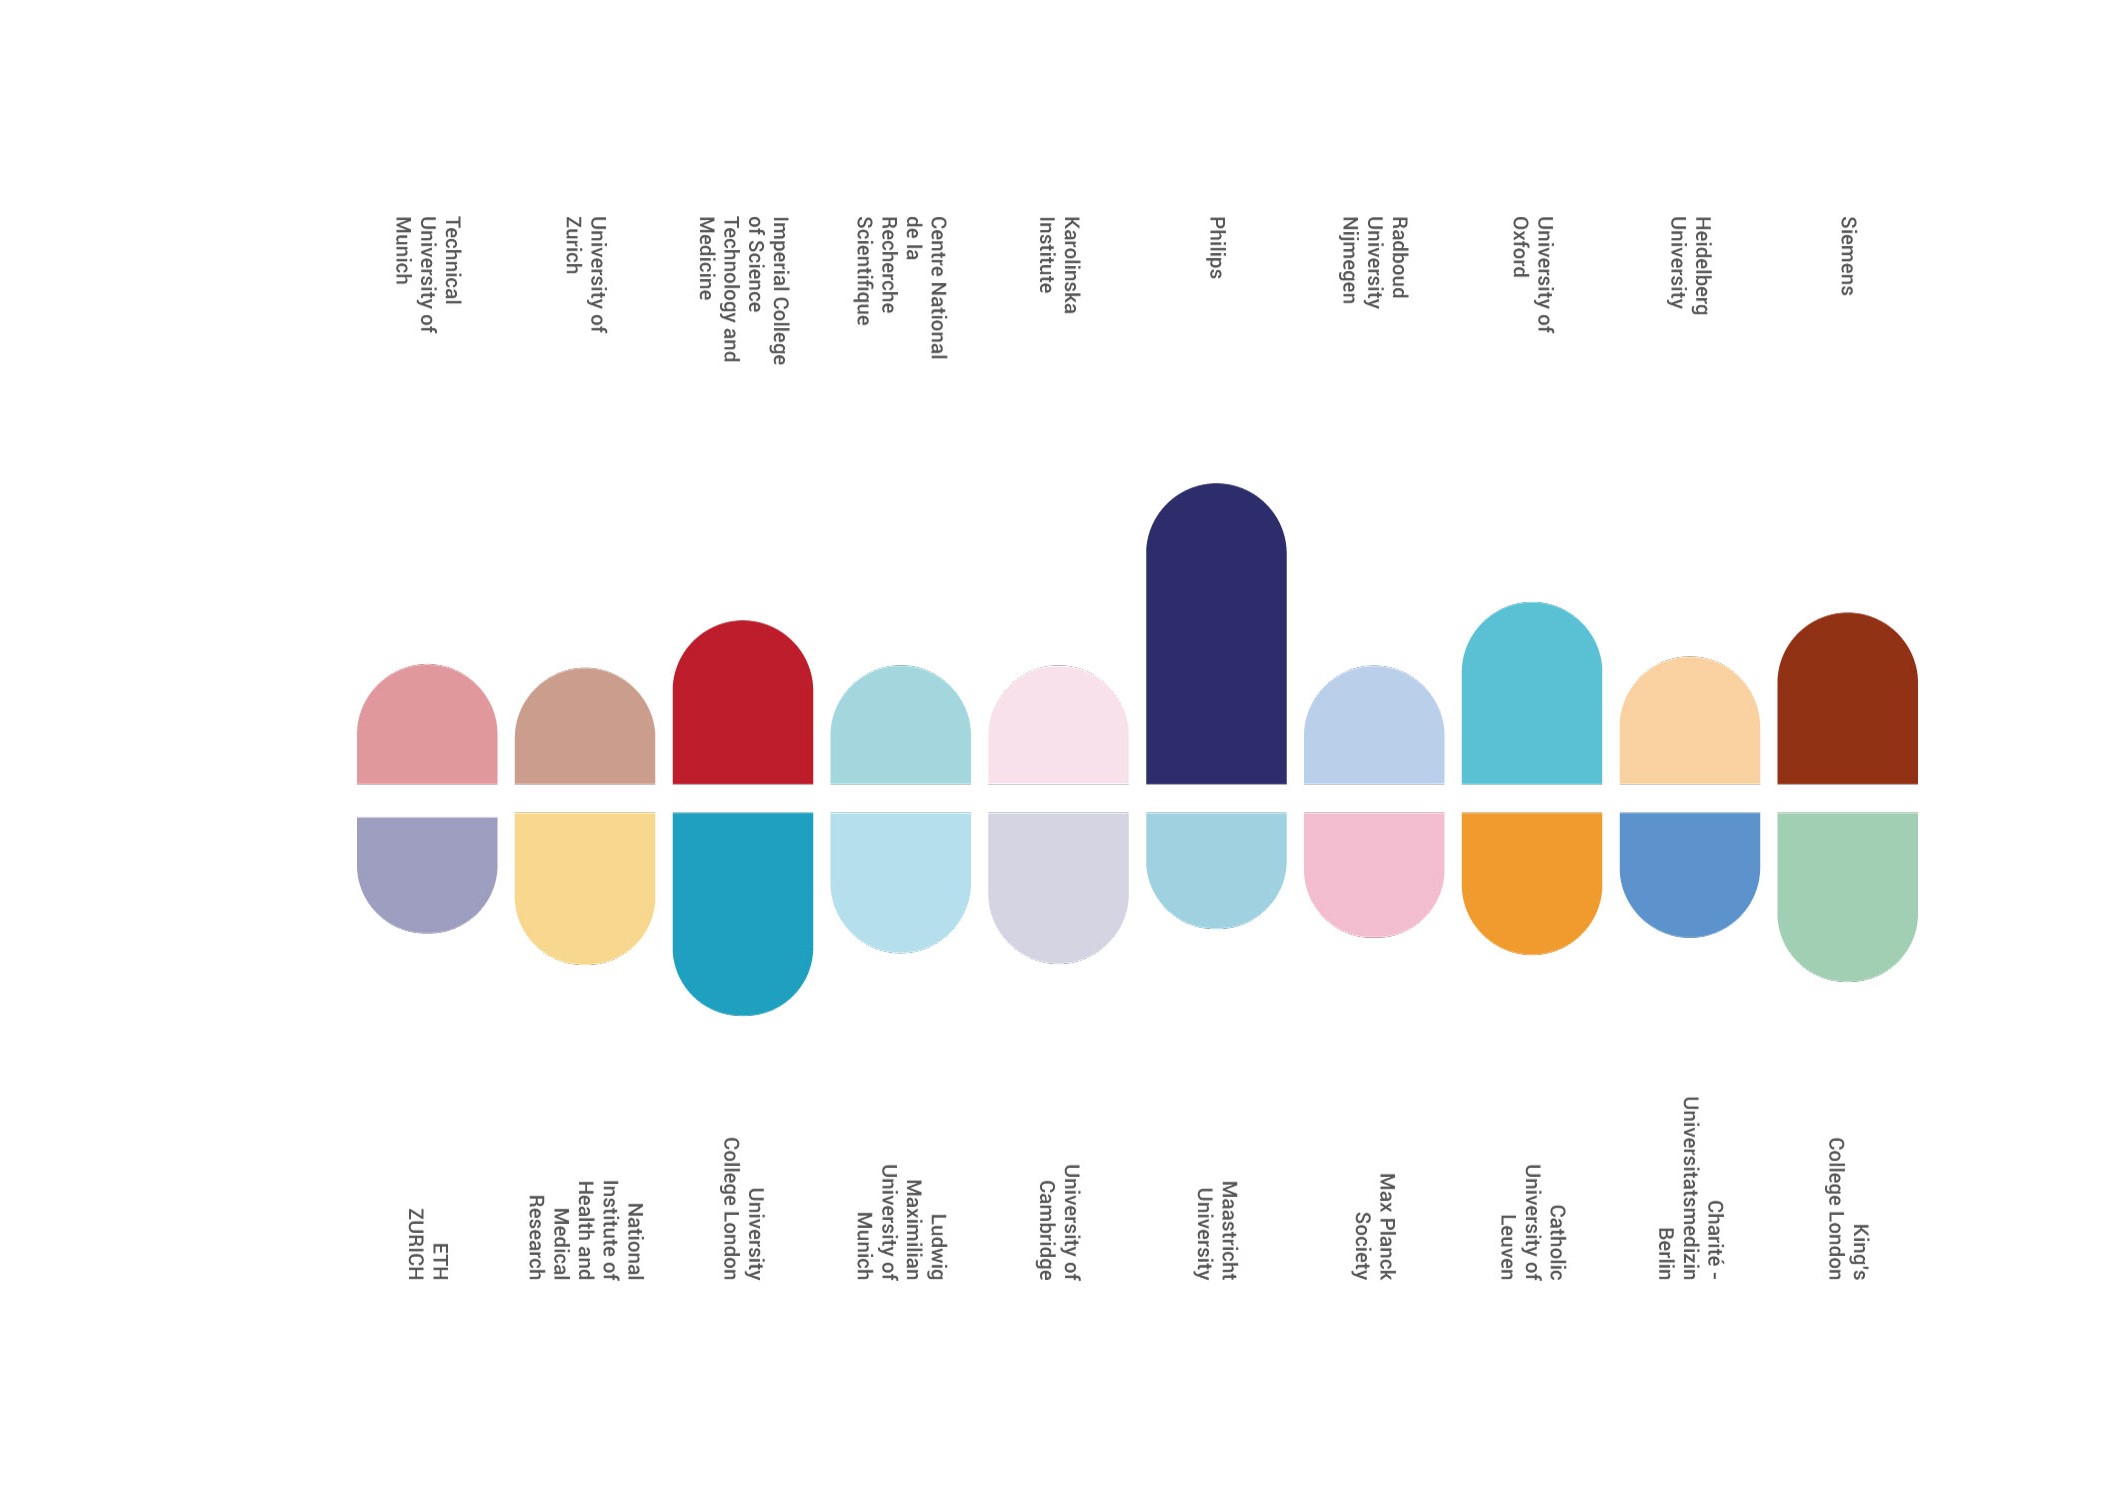 Siemens
King's
College London
Heidelberg
University
Charité -
Universitatsmedizin
Berlin
University of
Oxford
Catholic
University of
Leuven
Radboud
University
Nijmegen
Max Planck
Society
Philips
Maastricht
University
Karolinska
Institute
University of
Cambridge
Centre National
de la
Recherche
Scientifique
Ludwig
Maximilian
University of
Munich
Imperial College
of Science
Technology and
Medicine
University
College London
University of
Zurich
National
Institute of
Health and
Medical
Research
Technical
University of
Munich
ETH
ZURICH